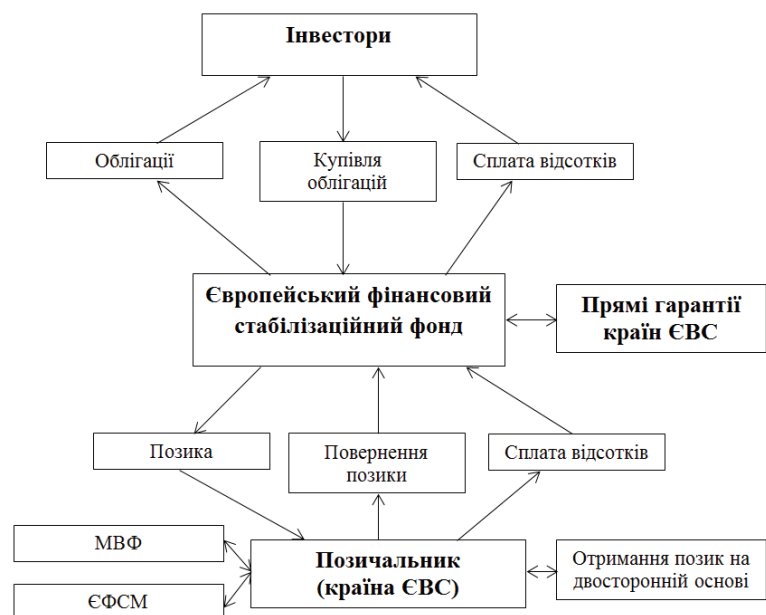 Інвестори
Облігації
Купівля
облігацій
Сплата відсотків
Європейський фінансовий
стабілізаційний фонд
Прямі гарантії
країн ЄВС
Позика
Повернення
позики
Сплата відсотків
МВФ
ЄФСМ
Позичальник
(країна ЄВС)
Отримання позик на
двосторонній основі